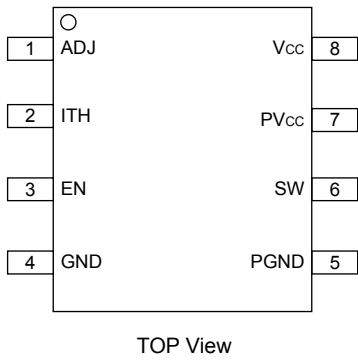 1 ADJ Vcc 8
2 ITH PVcc 7
3 EN SW 6
4 GND PGND 5
TOP View